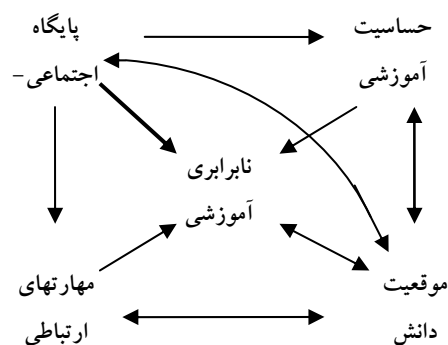 حساسیت
آموزشی
پایگاه
اجتماعی-
نابرابری
آموزشی
موقعیت
دانش
مهارتهای
ارتباطی